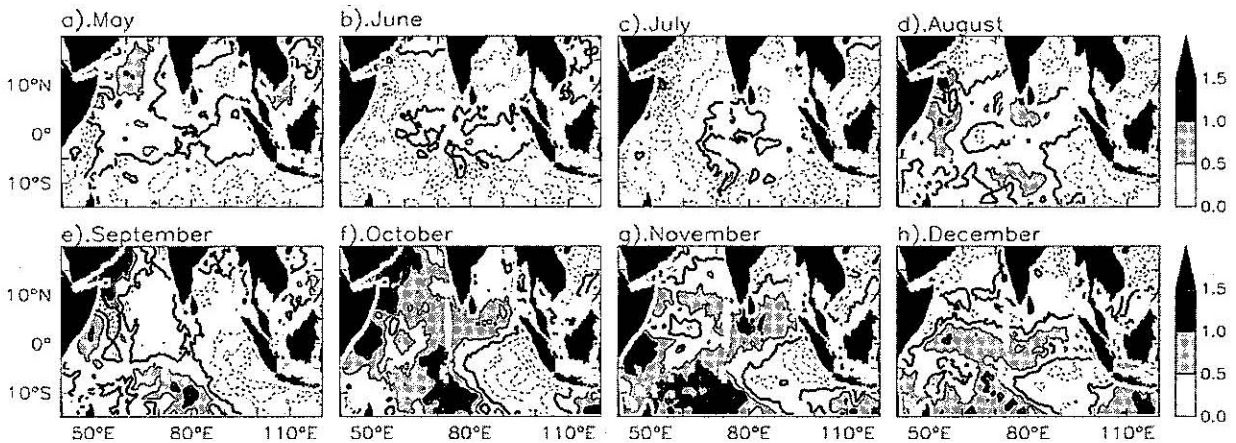 a).May b).June c).July d).August
10°N 1.5
0° 1.0
10°S 0.5
0.0
e).September f).October g).November h).December
10°N 1.5
0° 1.0
10°S 0.5
0.0
50°E 80°E 110°E 50°E 80°E 110°E 50°E 80°E 110°E 50°E 80°E 110°E